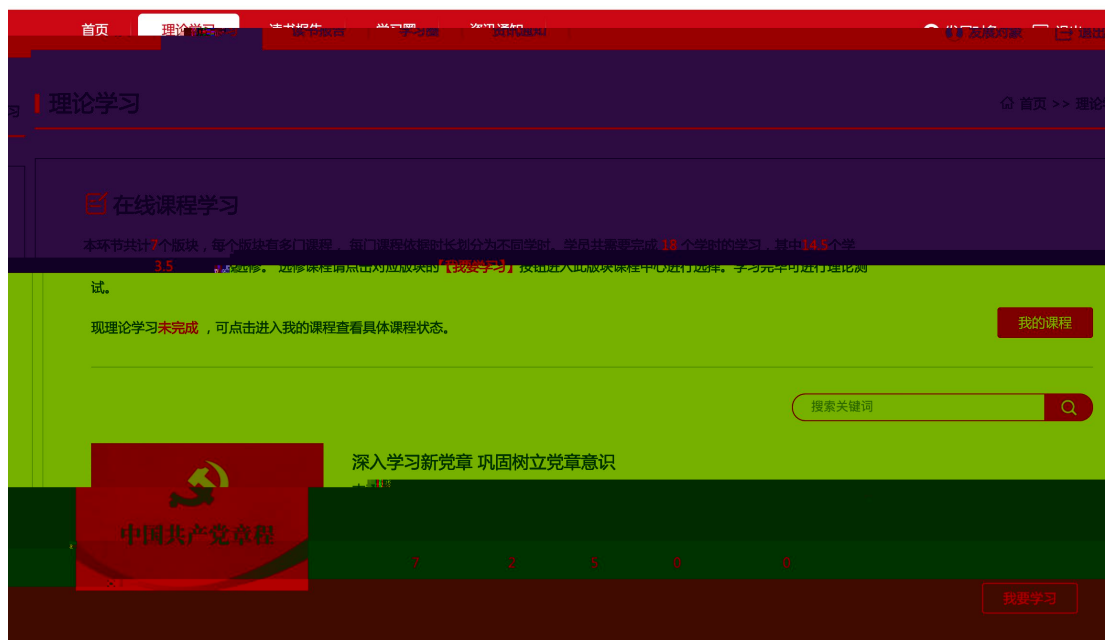 首页 理论学习 读书报告 学习圈 资讯通知 发展对象 退出
习
理论学习
首页 >> 理论
在线课程学习
本环节共计7个版块，每个版块有多门课程， 每门课程依据时长划分为不同学时。学员共需要完成 18 个学时的学习，其中14.5个学
3.5 选修。 选修课程请点击对应版块的【我要学习】按钮进入此版块课程中心进行选择。学习完毕可进行理论测
试。
现理论学习未完成 ，可点击进入我的课程查看具体课程状态。
我的课程
搜索关键词
深入学习新党章 巩固树立党章意识
中国共产党章程
7 2 5 0 0
我要学习